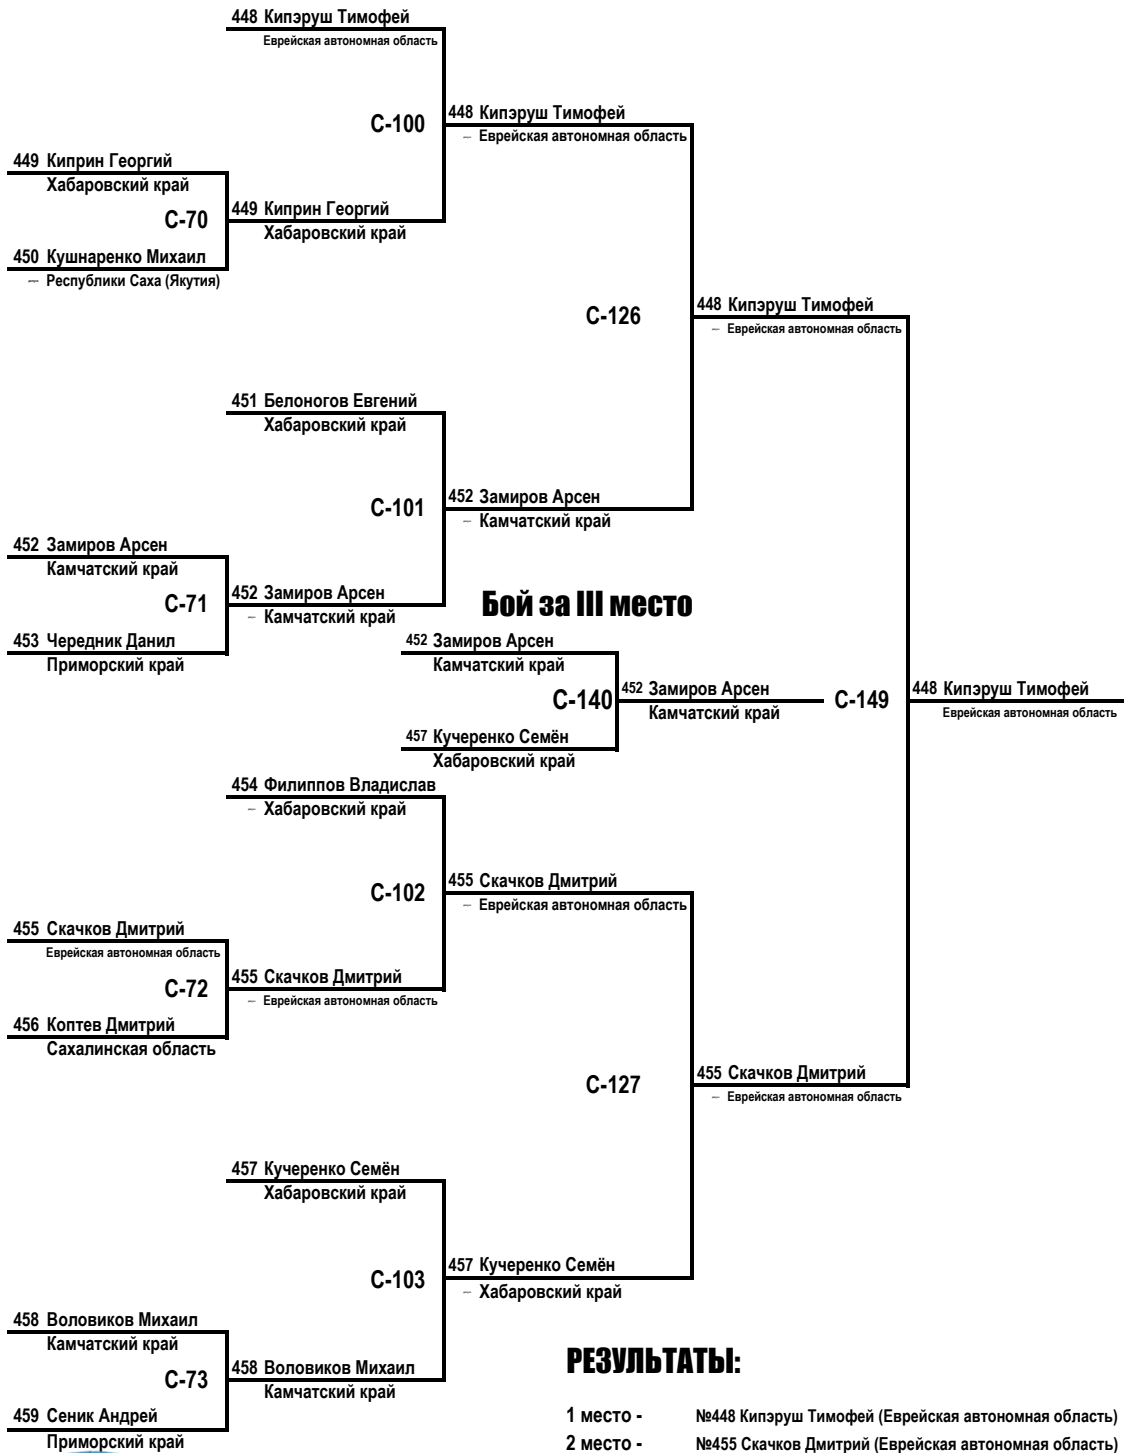 448 Кипэруш Тимофей
Еврейская автономная область
С-100
448 Кипэруш Тимофей
– Еврейская автономная область
449 Киприн Георгий
Хабаровский край
С-70
449 Киприн Георгий
Хабаровский край
450 Кушнаренко Михаил
– Республики Саха (Якутия)
С-126
448 Кипэруш Тимофей
– Еврейская автономная область
451 Белоногов Евгений
Хабаровский край
С-101
452 Замиров Арсен
– Камчатский край
452 Замиров Арсен
Камчатский край
С-71
452 Замиров Арсен
– Камчатский край
453 Чередник Данил
Приморский край
Бой за III место
452 Замиров Арсен
Камчатский край
С-140
452 Замиров Арсен
Камчатский край
457 Кучеренко Семён
Хабаровский край
С-149
448 Кипэруш Тимофей
Еврейская автономная область
454 Филиппов Владислав
– Хабаровский край
С-102
455 Скачков Дмитрий
– Еврейская автономная область
455 Скачков Дмитрий
Еврейская автономная область
С-72
455 Скачков Дмитрий
– Еврейская автономная область
456 Коптев Дмитрий
Сахалинская область
С-127
455 Скачков Дмитрий
– Еврейская автономная область
457 Кучеренко Семён
Хабаровский край
С-103
457 Кучеренко Семён
– Хабаровский край
458 Воловиков Михаил
Камчатский край
С-73
458 Воловиков Михаил
Камчатский край
459 Сеник Андрей
Приморский край
РЕЗУЛЬТАТЫ:
1 место - №448 Кипэруш Тимофей (Еврейская автономная область)
2 место - №455 Скачков Дмитрий (Еврейская автономная область)